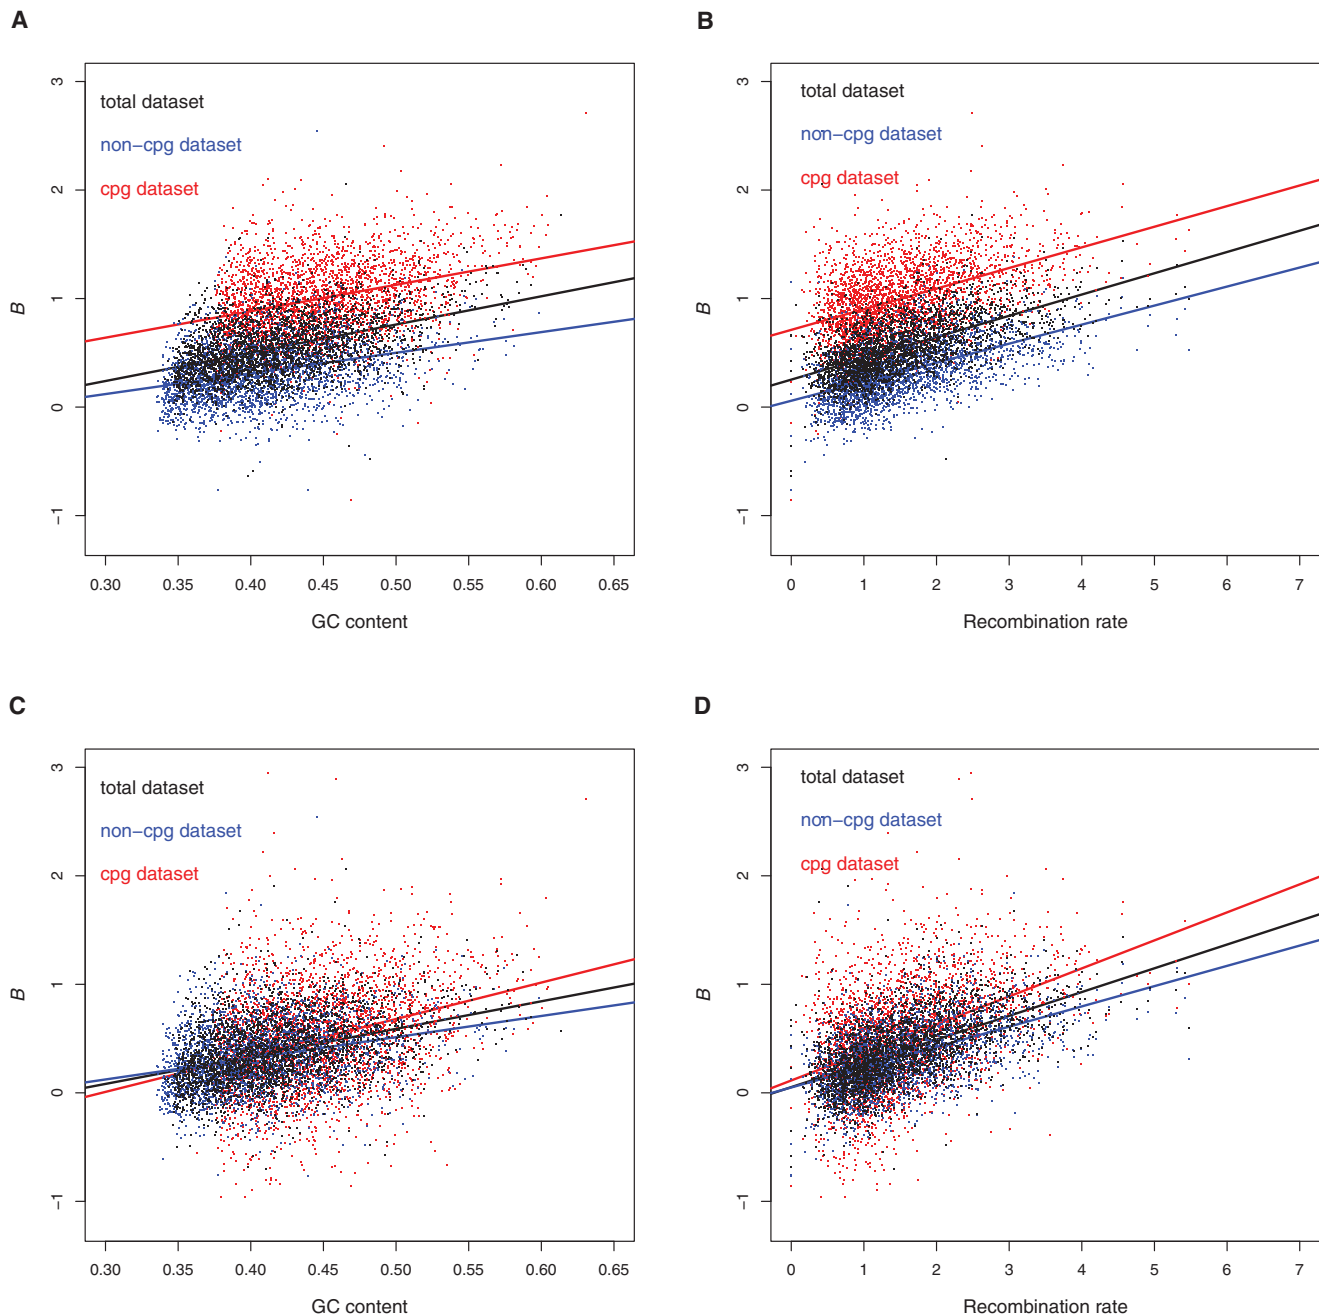 A
3
2
1
0
−1
B
total dataset
non−cpg dataset
cpg dataset
0.30 0.35 0.40 0.45 0.50 0.55 0.60 0.65
GC content
B
3
2
1
0
−1
B
total dataset
non−cpg dataset
cpg dataset
0 1 2 3 4 5 6 7
Recombination rate
C
3
2
1
0
−1
B
total dataset
non−cpg dataset
cpg dataset
0.30 0.35 0.40 0.45 0.50 0.55 0.60 0.65
GC content
D
3
2
1
0
−1
B
total dataset
non−cpg dataset
cpg dataset
0 1 2 3 4 5 6 7
Recombination rate